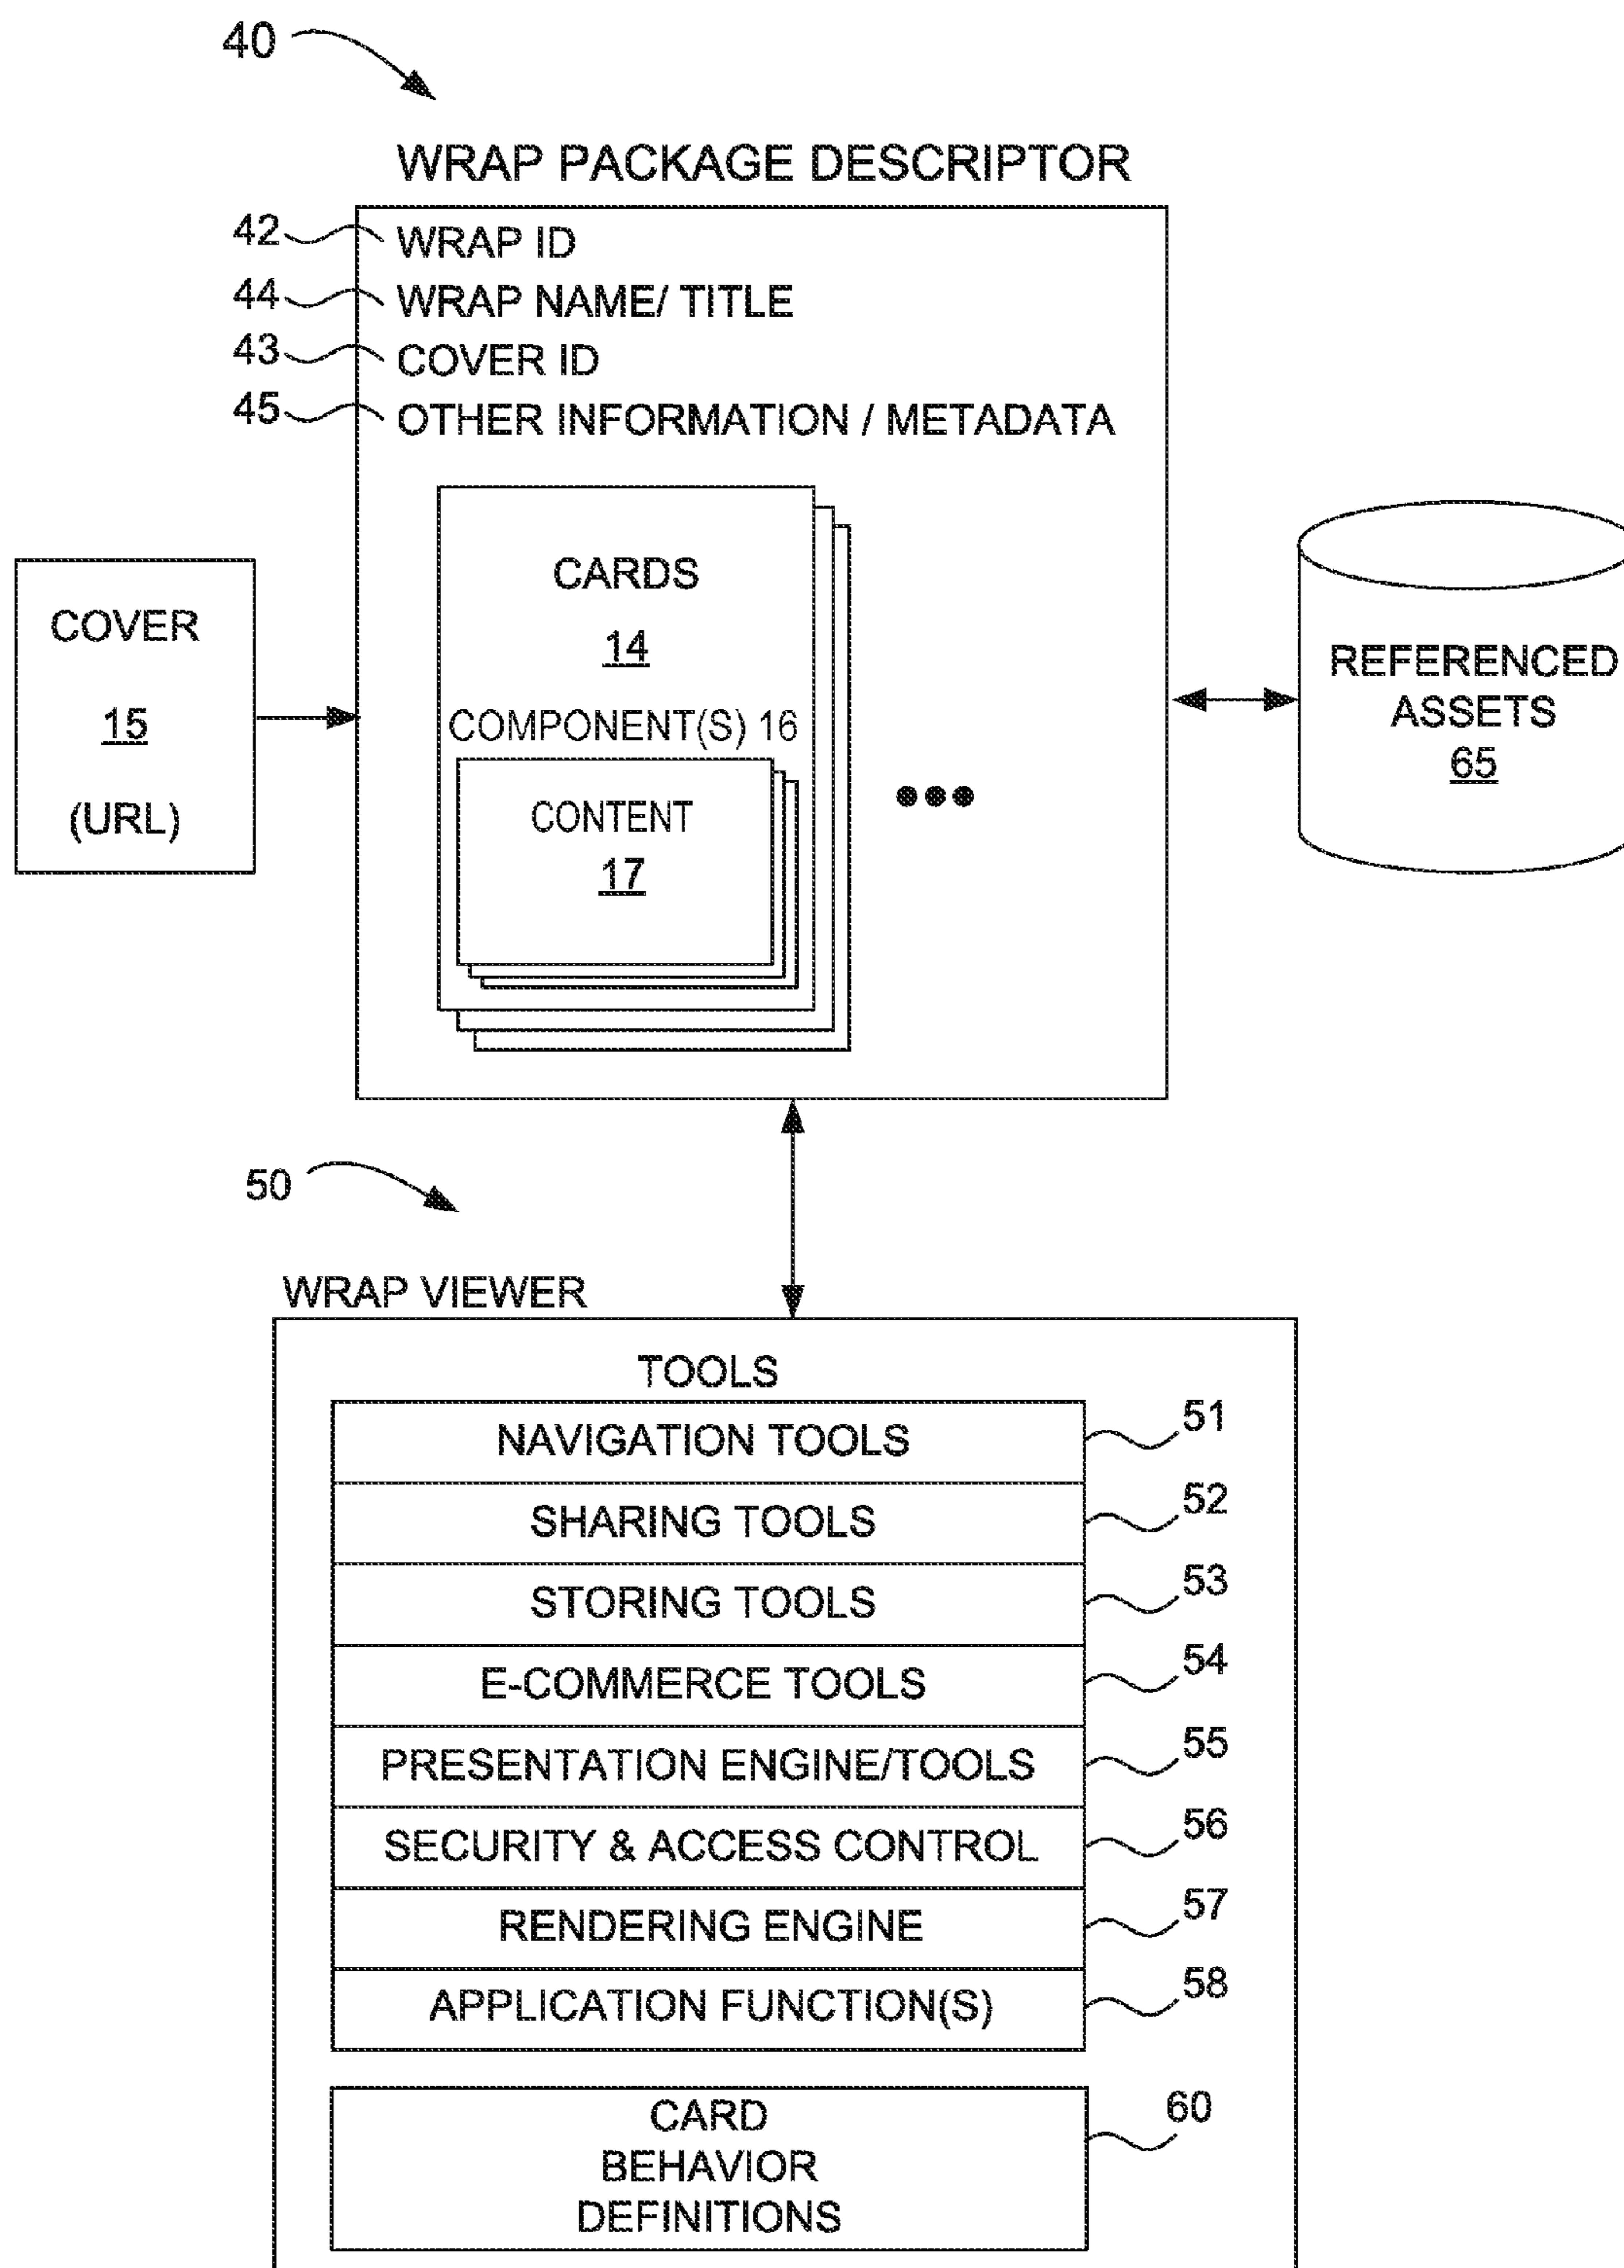 40
WRAP PACKAGE DESCRIPTOR
42 WRAP ID
44 WRAP NAME/ TITLE
43 COVER ID
45 OTHER INFORMATION / METADATA
COVER
15
(URL)
CARDS
14
COMPONENT(S) 16
CONTENT
17
REFERENCED
ASSETS
65
50
WRAP VIEWER
TOOLS
NAVIGATION TOOLS 51
SHARING TOOLS 52
STORING TOOLS 53
E-COMMERCE TOOLS 54
PRESENTATION ENGINE/TOOLS 55
SECURITY & ACCESS CONTROL 56
RENDERING ENGINE 57
APPLICATION FUNCTION(S) 58
CARD 60
BEHAVIOR
DEFINITIONS